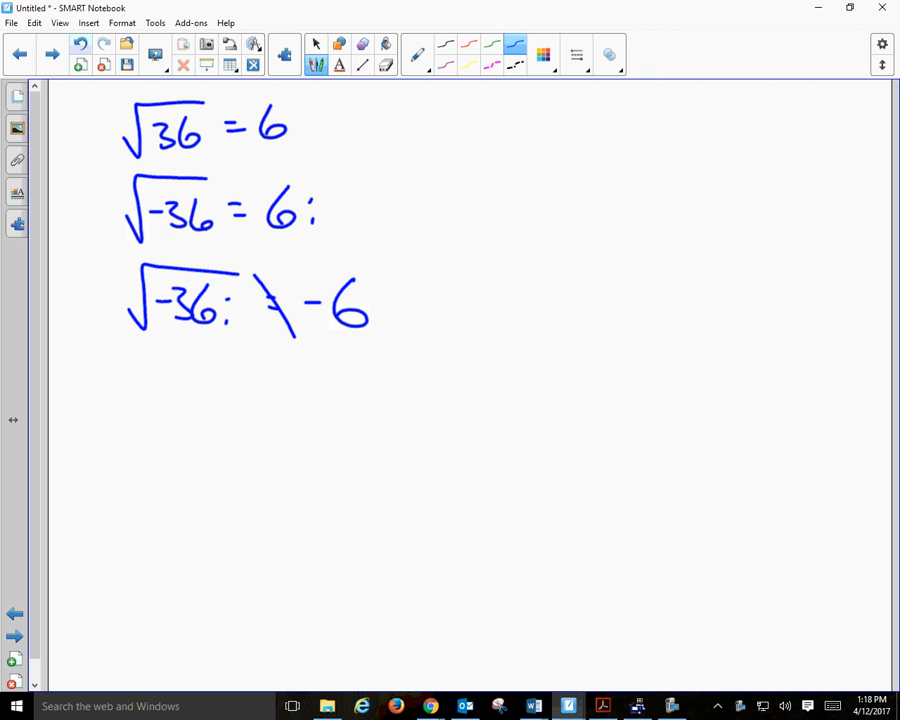 Untitled * - SMART Notebook
File Edit View Insert Format Tools Add-ons Help
√36 = 6
√-36 = 6i
√-36i ≠ -6
Search the web and Windows
1:18 PM
4/12/2017